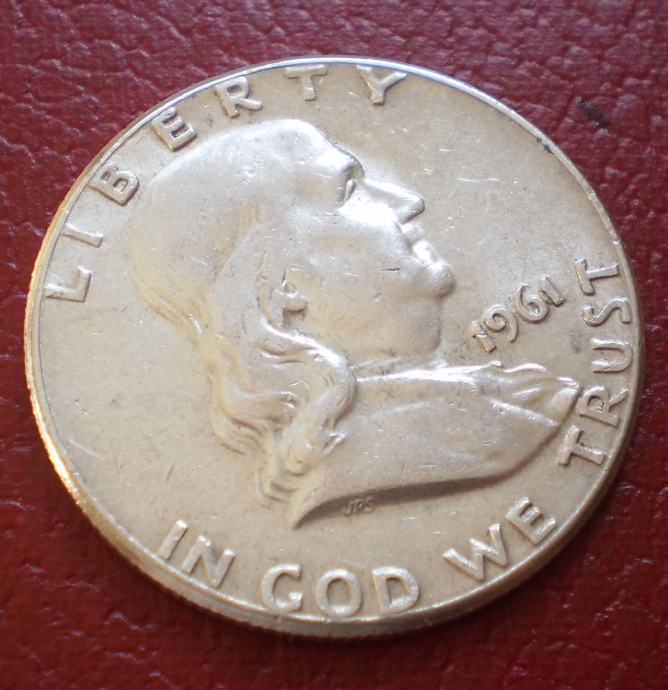 LIBERTY
1961
JRS
IN GOD WE TRUST